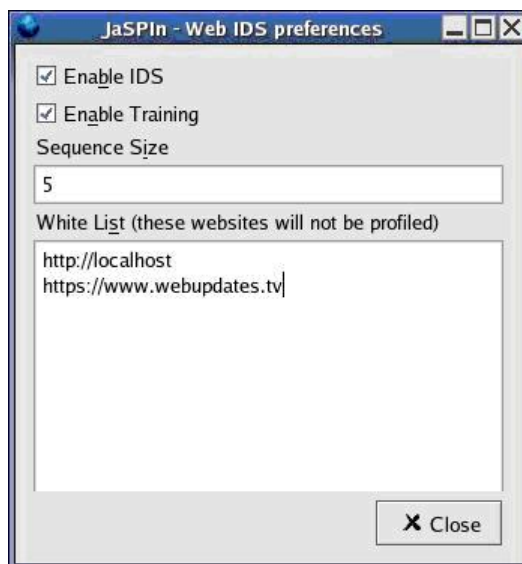 JaSPIn - Web IDS preferences
Enable IDS
Enable Training
Sequence Size
5
White List (these websites will not be profiled)
http://localhost
https://www.webupdates.tv
Close